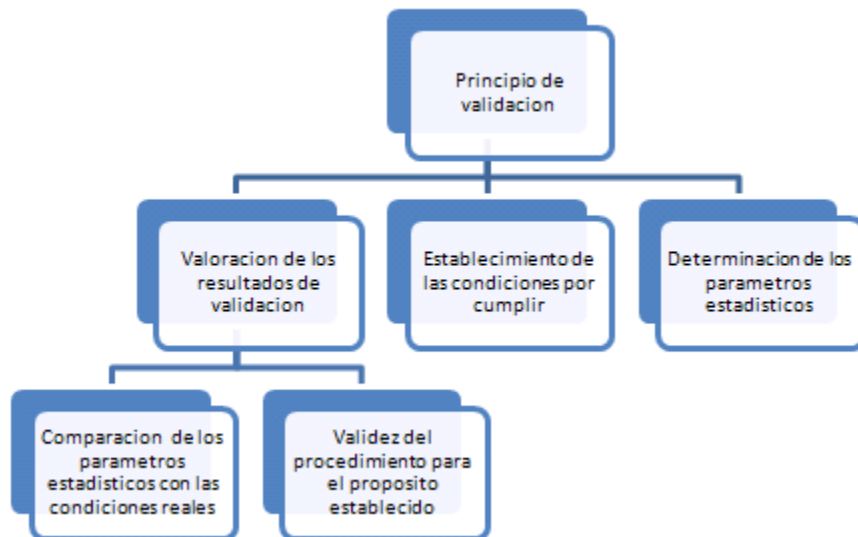 Principio de
validacion
Valoracion de los
resultados de
validacion
Establecimiento de
las condiciones por
cumplir
Determinacion de los
parametros
estadisticos
Comparacion de los
parametros
estadisticos con las
condiciones reales
Validez del
procedimiento para
el proposito
establecido